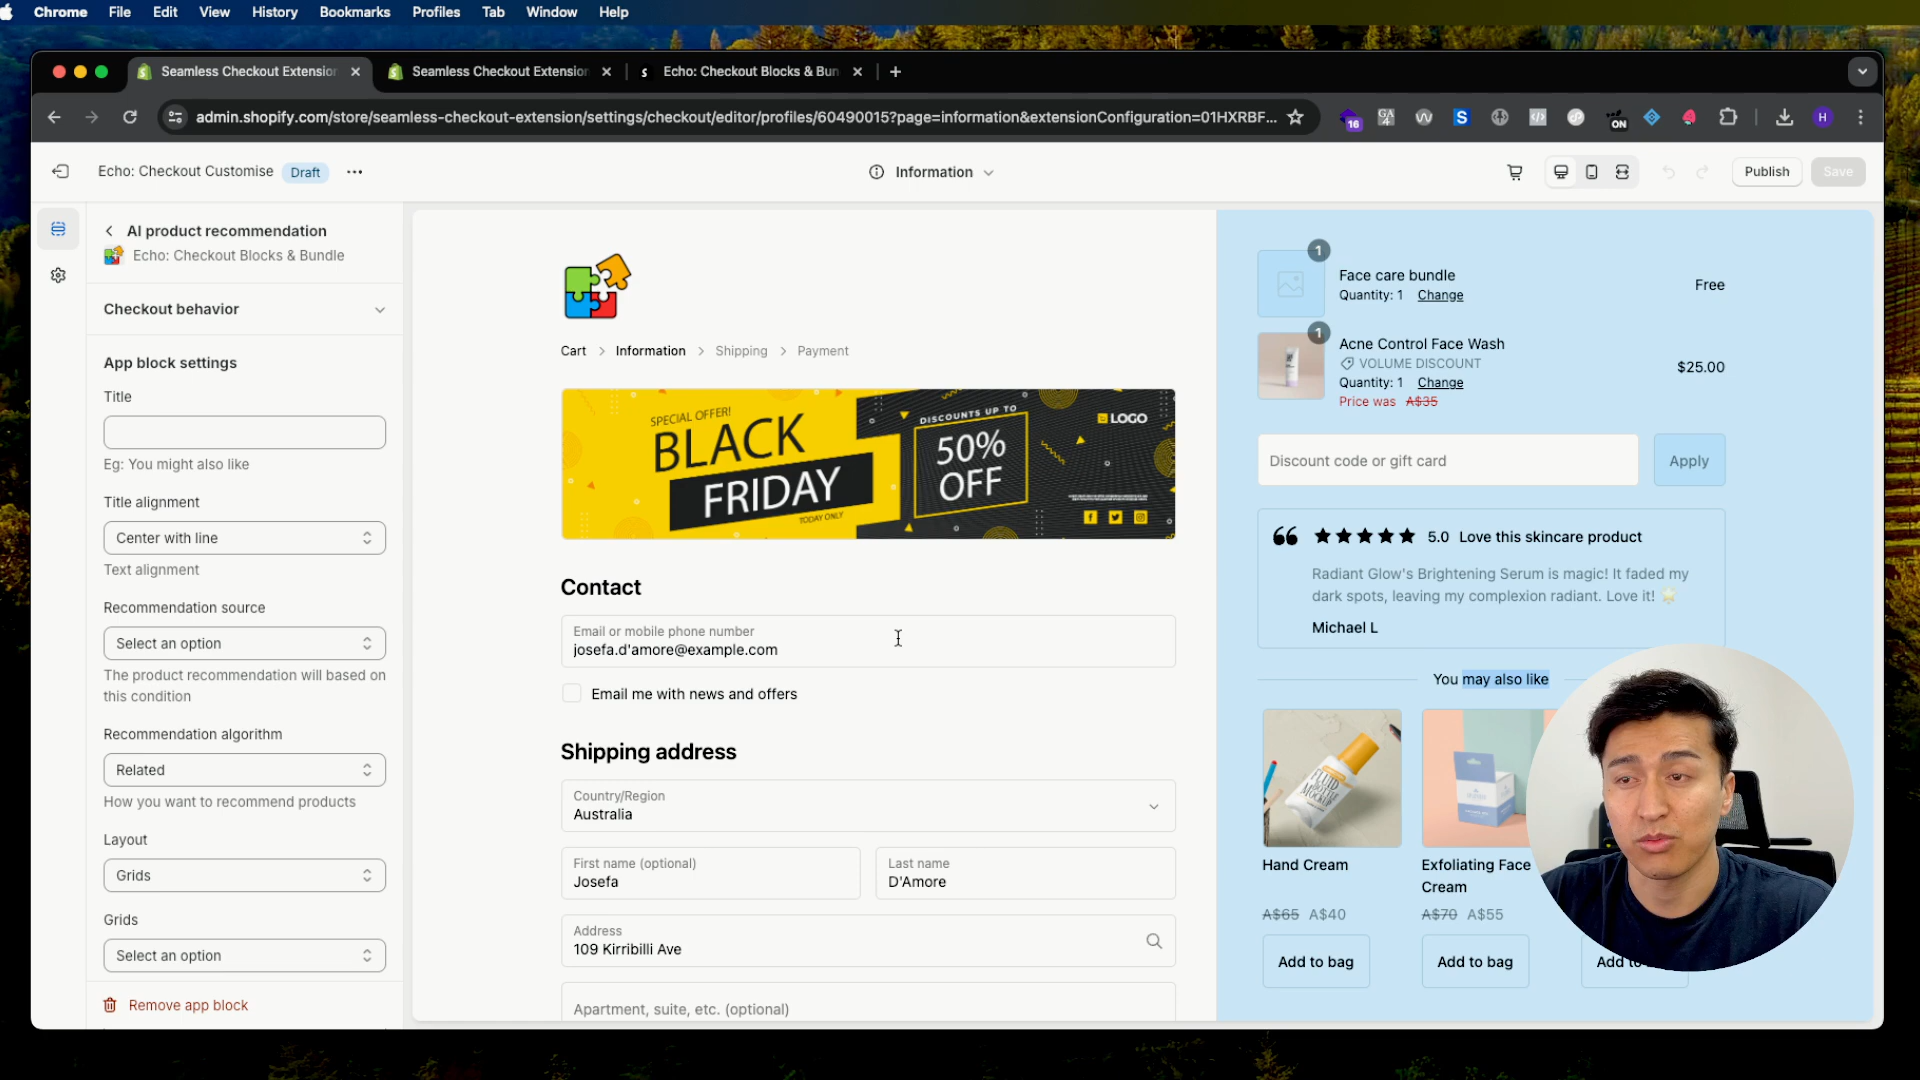 Chrome File Edit View History Bookmarks Profiles Tab Window Help
Seamless Checkout Extension
Seamless Checkout Extension
Echo: Checkout Blocks & Bun
admin.shopify.com/store/seamless-checkout-extension/settings/checkout/editor/profiles/60490015?page=information&extensionConfiguration=01HXRBF...
16
ON
H
Echo: Checkout Customise Draft
Information
Publish
Save
AI product recommendation
Echo: Checkout Blocks & Bundle
Checkout behavior
App block settings
Title
Eg: You might also like
Title alignment
Center with line
Text alignment
Recommendation source
Select an option
The product recommendation will based on
this condition
Recommendation algorithm
Related
How you want to recommend products
Layout
Grids
Grids
Select an option
Remove app block
Cart > Information > Shipping > Payment
SPECIAL OFFER!
BLACK
FRIDAY
TODAY ONLY
DISCOUNTS UP TO
50%
OFF
LOGO
Contact
Email or mobile phone number
josefa.d'amore@example.com
Email me with news and offers
Shipping address
Country/Region
Australia
First name (optional)
Josefa
Last name
D'Amore
Address
109 Kirribilli Ave
Apartment, suite, etc. (optional)
1
Face care bundle
Quantity: 1 Change
Free
1
Acne Control Face Wash
VOLUME DISCOUNT
Quantity: 1 Change
Price was A$35
$25.00
Discount code or gift card
Apply
5.0 Love this skincare product
Radiant Glow's Brightening Serum is magic! It faded my
dark spots, leaving my complexion radiant. Love it! 🌟
Michael L
You may also like
FLUID
BOTTLE
MOCKUP
Hand Cream
A$65 A$40
Add to bag
Exfoliating Face
Cream
A$70 A$55
Add to bag
Add to